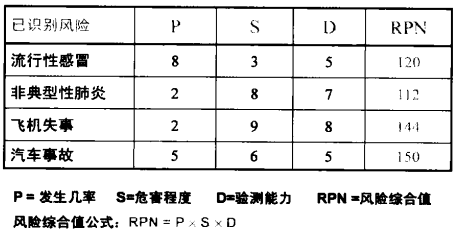 已识别风险 P S D RPN
流行性感冒 8 3 5 120
非典型性肺炎 2 8 7 112
飞机失事 2 9 8 144
汽车事故 5 6 5 150
P = 发生几率 S=危害程度 D=验测能力 RPN =风险综合值
风险综合值公式：RPN = P × S × D